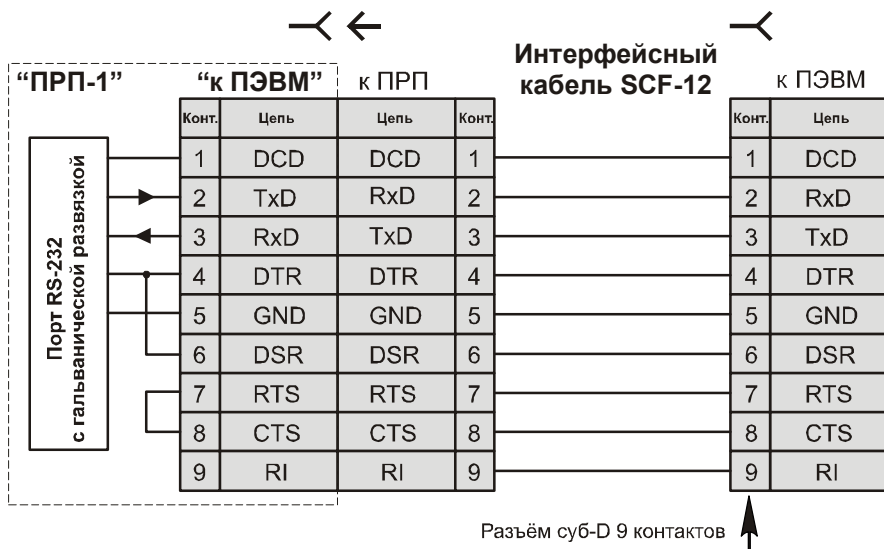 Интерфейсный
кабель SCF-12
“ПРП-1” “к ПЭВМ” к ПРП к ПЭВМ
Конт. Цепь Цепь Конт. Конт. Цепь
1 DCD DCD 1 1 DCD
2 TxD RxD 2 2 RxD
3 RxD TxD 3 3 TxD
4 DTR DTR 4 4 DTR
5 GND GND 5 5 GND
6 DSR DSR 6 6 DSR
7 RTS RTS 7 7 RTS
8 CTS CTS 8 8 CTS
9 RI RI 9 9 RI
Порт RS-232
с гальванической развязкой
Разъём суб-D 9 контактов